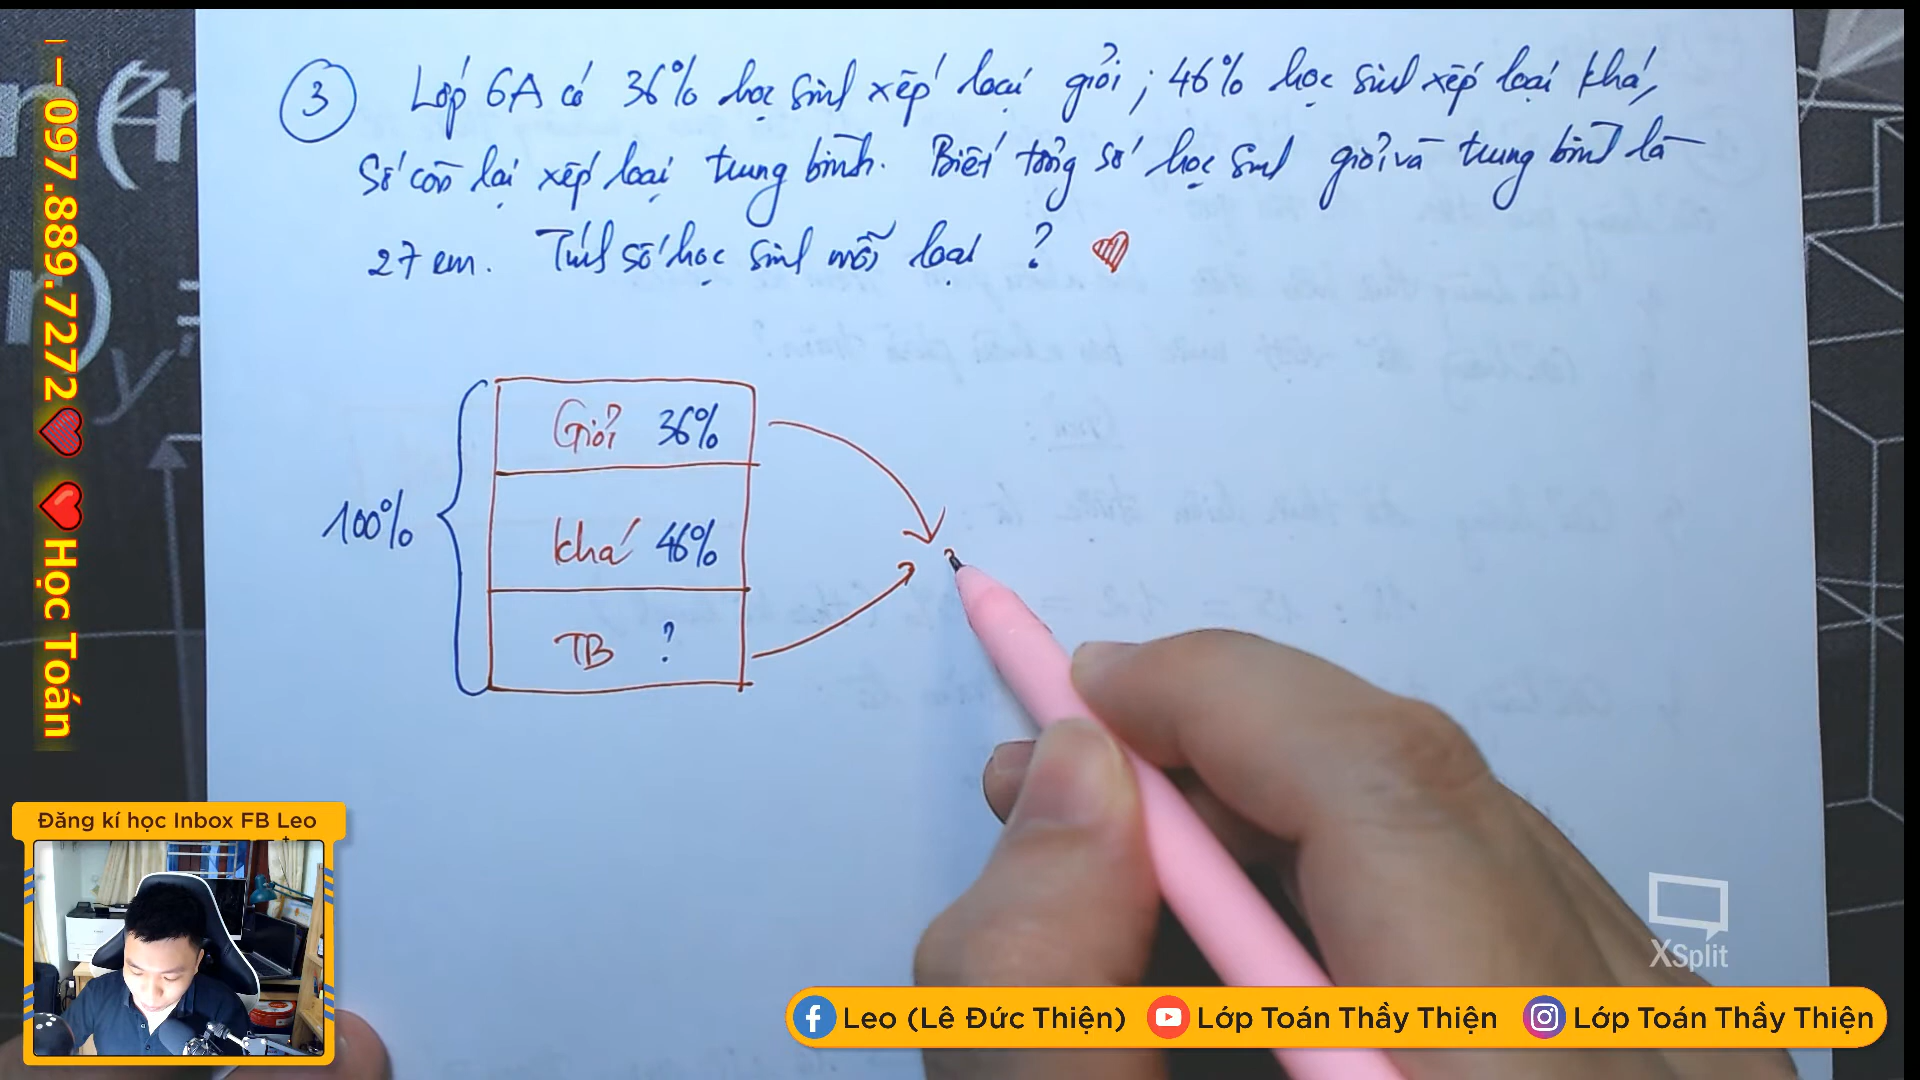 ③ Lớp 6A có 36% học sinh xếp loại giỏi ; 46% học sinh xếp loại khá,
Số còn lại xếp loại trung bình. Biết tổng số học sinh giỏi và trung bình là
27 em. Tính số học sinh mỗi loại ?
Giỏi 36%
khá 46%
TB ?
100%
097.889.7272
Học Toán
Đăng kí học Inbox FB Leo
XSplit
Leo (Lê Đức Thiện) Lớp Toán Thầy Thiện Lớp Toán Thầy Thiện